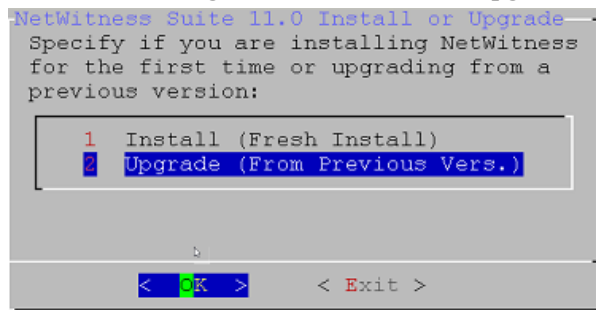 NetWitness Suite 11.0 Install or Upgrade
Specify if you are installing NetWitness
for the first time or upgrading from a
previous version:
1 Install (Fresh Install)
2 Upgrade (From Previous Vers.)
< OK > < Exit >